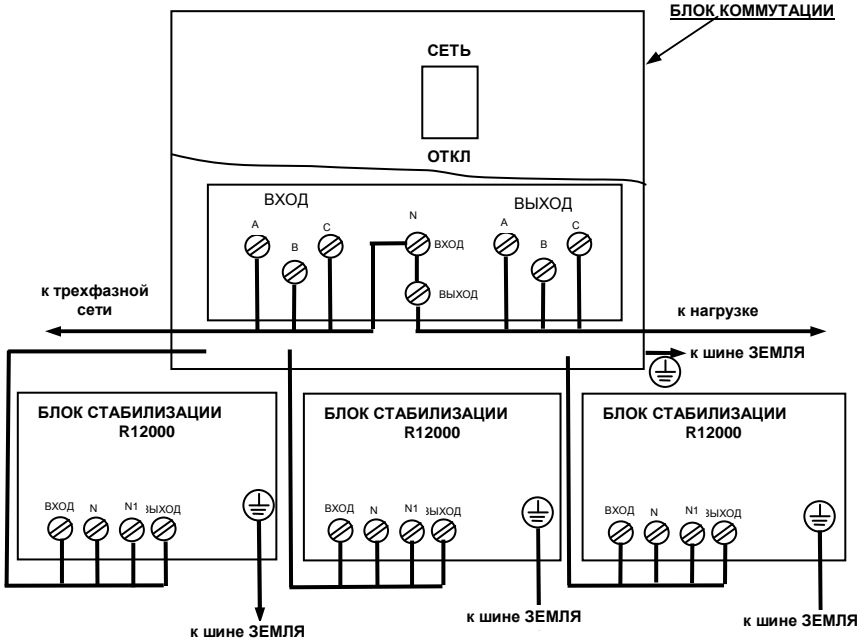 БЛОК КОММУТАЦИИ
СЕТЬ
ОТКЛ
ВХОД
ВЫХОД
A
B
C
N
ВХОД
ВЫХОД
A
B
C
к трехфазной
сети
к нагрузке
к шине ЗЕМЛЯ
БЛОК СТАБИЛИЗАЦИИ
R12000
ВХОД
N
N1
ВЫХОД
к шине ЗЕМЛЯ
БЛОК СТАБИЛИЗАЦИИ
R12000
ВХОД
N
N1
ВЫХОД
к шине ЗЕМЛЯ
БЛОК СТАБИЛИЗАЦИИ
R12000
ВХОД
N
N1
ВЫХОД
к шине ЗЕМЛЯ